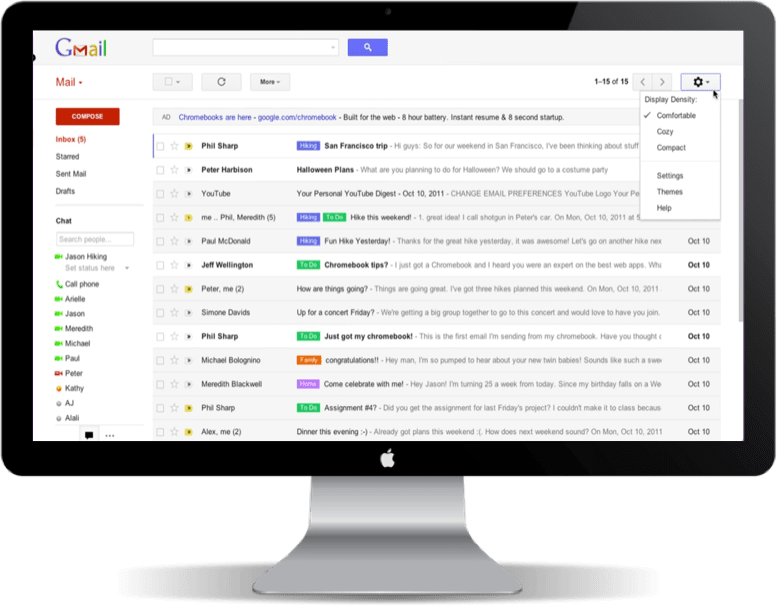 Gmail
Mail
More
1–15 of 15
Display Density:
Comfortable
Cozy
Compact
Settings
Themes
Help
COMPOSE
Inbox (5)
Starred
Sent Mail
Drafts
Chat
Search people...
Jason Hiking
Set status here
Call phone
Arielle
Jason
Meredith
Michael
Paul
Peter
Kathy
AJ
Alali
AD Chromebooks are here - google.com/chromebook - Built for the web - 8 hour battery. Instant resume & 8 second startup.
Phil Sharp Hiking San Francisco trip - Hi guys: So for our weekend in San Francisco, I've been thinking about stuff
Peter Harbison Halloween Plans - What are you planning to do for Halloween? We should go to a costume party
YouTube Your Personal YouTube Digest - Oct 10, 2011 - CHANGE EMAIL PREFERENCES YouTube Logo Your Pe
me .. Phil, Meredith (5) Hiking To Do Hike this weekend! - 1. great idea! I call shotgun in Peter's car. On Mon, Oct 10, 2011 at
Paul McDonald Hiking Fun Hike Yesterday! - Thanks for the great hike yesterday, it was awesome! Let's go on another hike nex Oct 10
Jeff Wellington To Do Chromebook tips? - I just got a Chromebook and I heard you were an expert on the best web apps. Oct 10
Peter, me (2) How are things going? - Things are going great. I've got three hikes planned this weekend. On Mon, Oct 10, 2011 Oct 10
Simone Davids Up for a concert Friday? - We're getting a big group together to go to this concert and would love to have you join. Oct 10
Phil Sharp To Do Just got my chromebook! - This is the first email I'm sending from my chromebook. Have you thought Oct 10
Michael Bolognino Family congratulations!! - Hey man, I'm so pumped to hear about your new twin babies! Sounds like such a swee Oct 10
Meredith Blackwell Home Come celebrate with me! - Hey Jason! I'm turning 25 a week from today. Since my birthday falls on a We Oct 10
Phil Sharp To Do Assignment #4? - Did you get the assignment for last Friday's project? I couldn't make it to class becaus Oct 10
Alex, me (2) Dinner this evening :-) - Already got plans this weekend :(. How does next weekend sound? On Mon, Oct 10, 2011 Oct 10